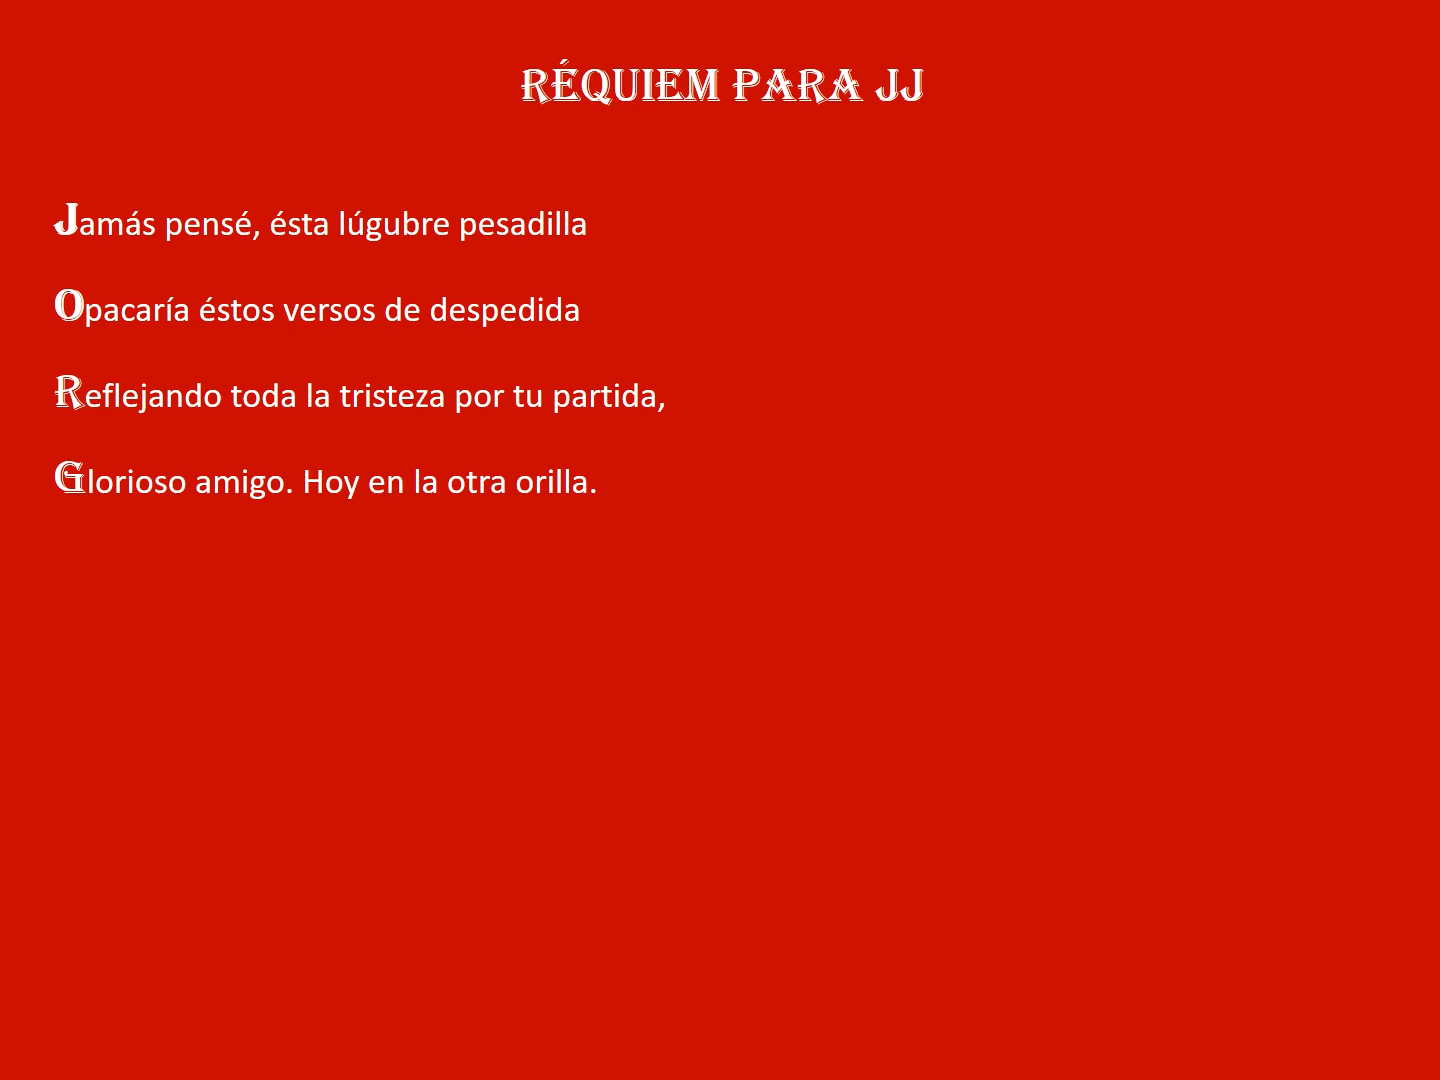 RÉQUIEM PARA JJ
Jamás pensé, ésta lúgubre pesadilla
Opacaría éstos versos de despedida
Reflejando toda la tristeza por tu partida,
Glorioso amigo. Hoy en la otra orilla.